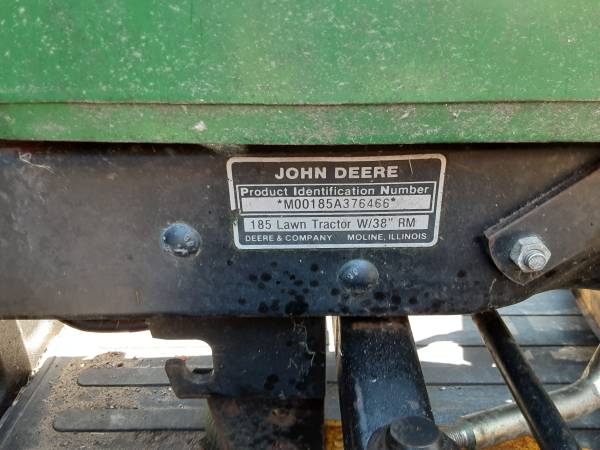 JOHN DEERE
Product Identification Number
*M00185A376466*
185 Lawn Tractor W/38" RM
DEERE & COMPANY MOLINE, ILLINOIS